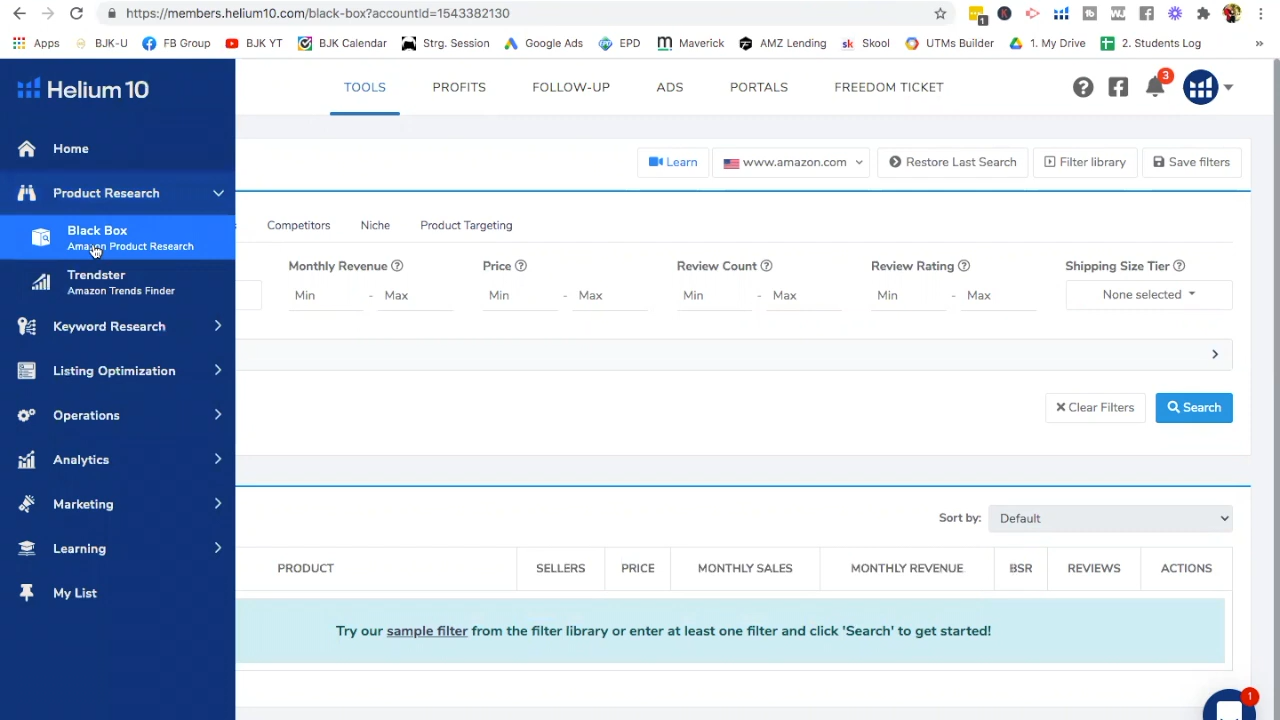 https://members.helium10.com/black-box?accountId=1543382130
1
Apps BJK-U FB Group BJK YT BJK Calendar Strg. Session Google Ads EPD Maverick AMZ Lending sk Skool UTMs Builder 1. My Drive 2. Students Log »
Helium 10
TOOLS PROFITS FOLLOW-UP ADS PORTALS FREEDOM TICKET
3
Home
Product Research
Black Box
Amazon Product Research
Trendster
Amazon Trends Finder
Keyword Research
Listing Optimization
Operations
Analytics
Marketing
Learning
My List
Learn www.amazon.com Restore Last Search Filter library Save filters
Competitors Niche Product Targeting
Monthly Revenue Price Review Count Review Rating Shipping Size Tier
Min - Max Min - Max Min - Max Min - Max None selected
Clear Filters Search
Sort by: Default
PRODUCT SELLERS PRICE MONTHLY SALES MONTHLY REVENUE BSR REVIEWS ACTIONS
Try our sample filter from the filter library or enter at least one filter and click 'Search' to get started!
1